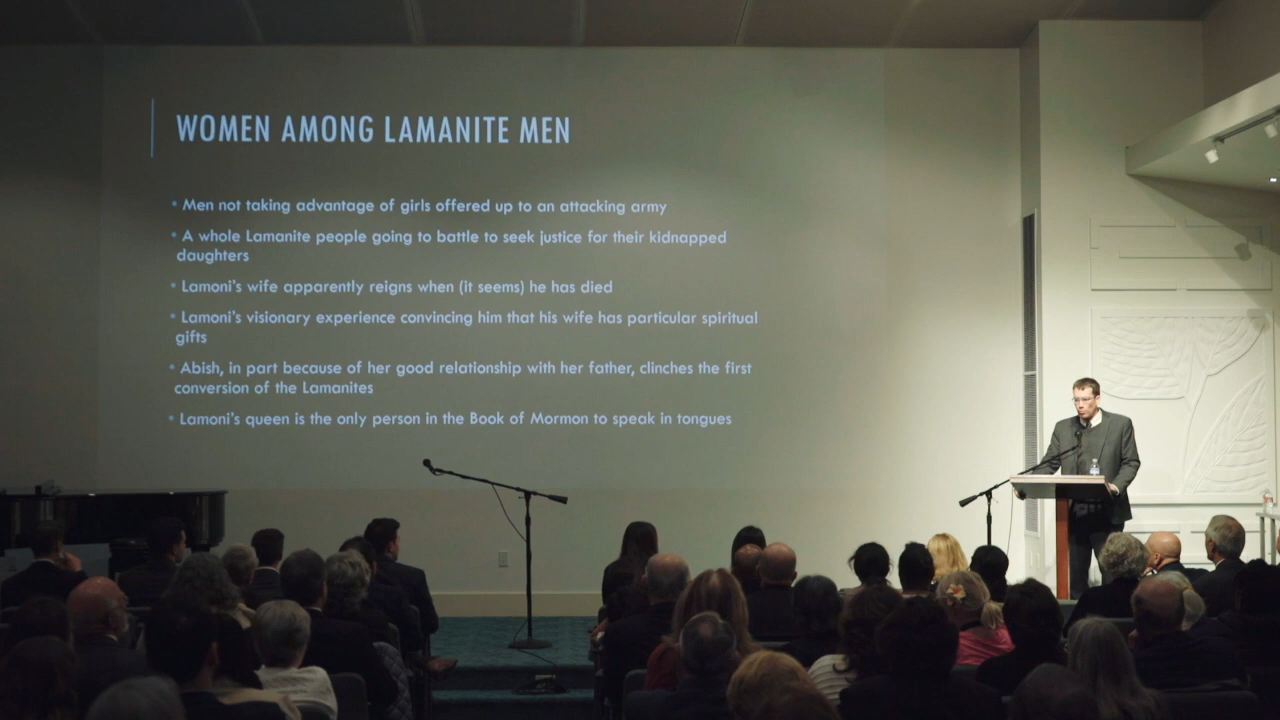 WOMEN AMONG LAMANITE MEN
• Men not taking advantage of girls offered up to an attacking army
• A whole Lamanite people going to battle to seek justice for their kidnapped
daughters
• Lamoni's wife apparently reigns when (it seems) he has died
• Lamoni's visionary experience convincing him that his wife has particular spiritual
gifts
• Abish, in part because of her good relationship with her father, clinches the first
conversion of the Lamanites
• Lamoni's queen is the only person in the Book of Mormon to speak in tongues